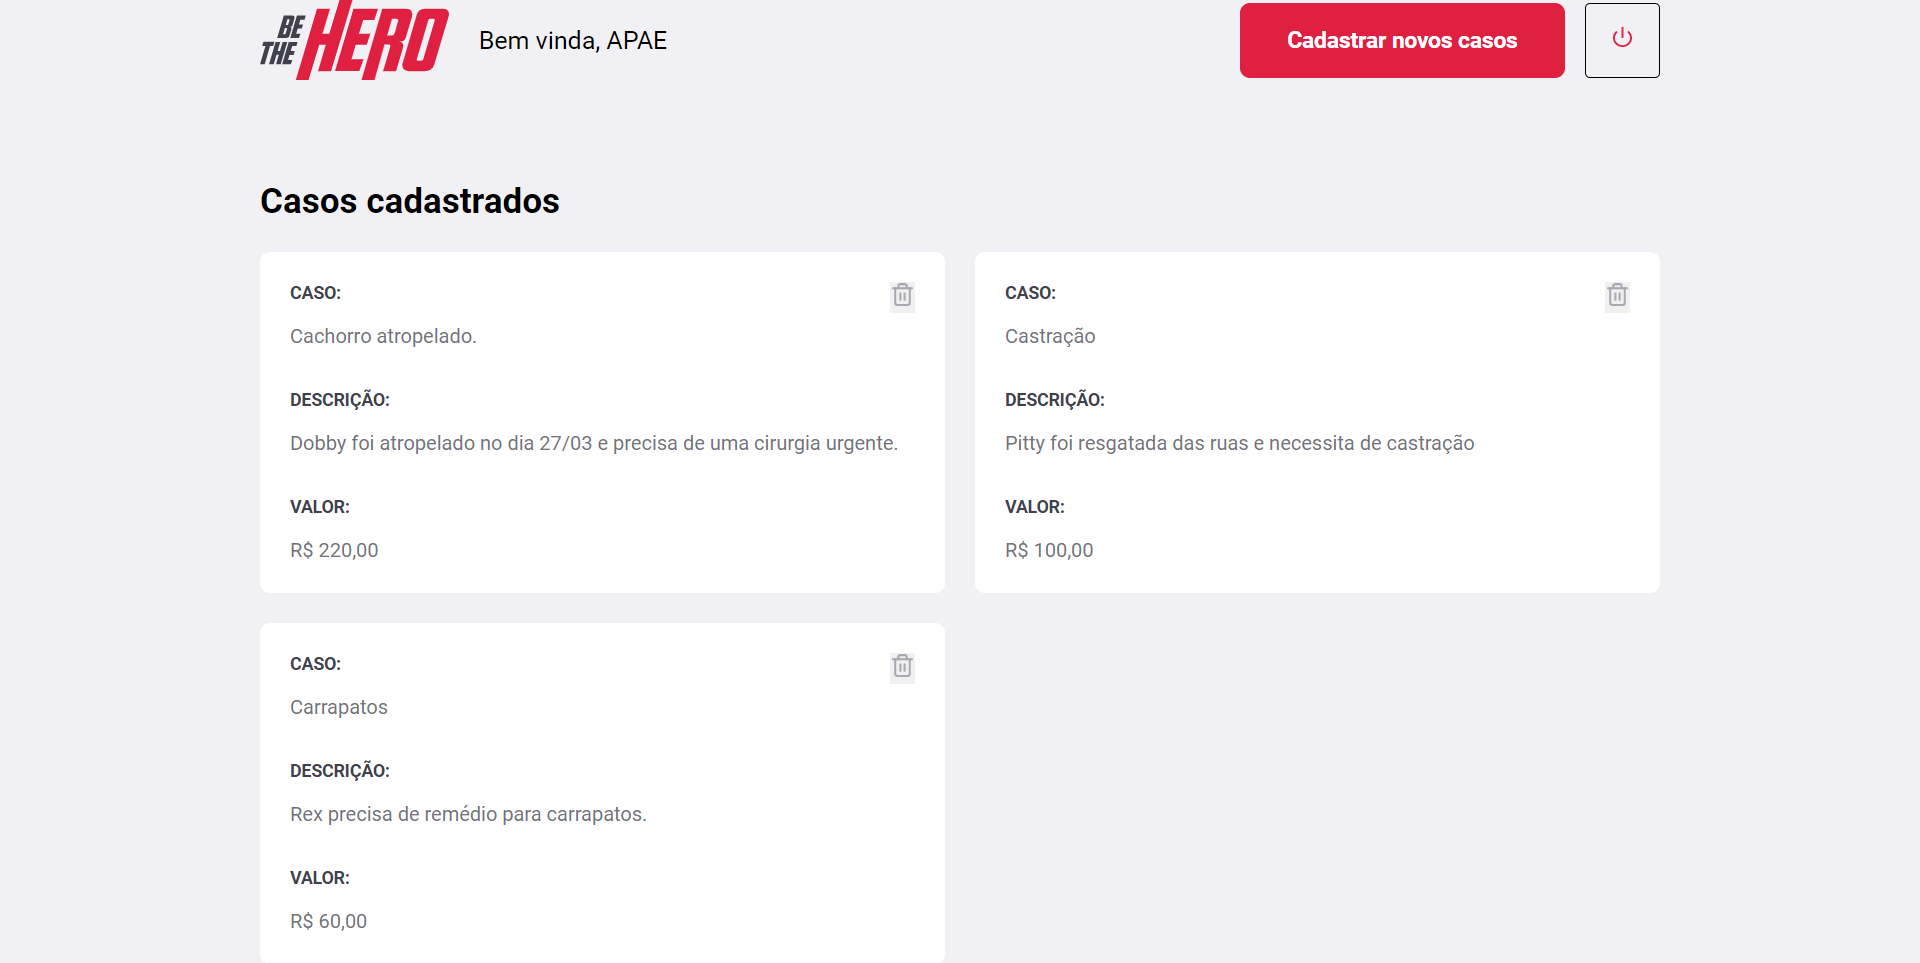 BE THE HERO
Bem vinda, APAE
Cadastrar novos casos
Casos cadastrados
CASO:
Cachorro atropelado.
DESCRIÇÃO:
Dobby foi atropelado no dia 27/03 e precisa de uma cirurgia urgente.
VALOR:
R$ 220,00
CASO:
Castração
DESCRIÇÃO:
Pitty foi resgatada das ruas e necessita de castração
VALOR:
R$ 100,00
CASO:
Carrapatos
DESCRIÇÃO:
Rex precisa de remédio para carrapatos.
VALOR:
R$ 60,00